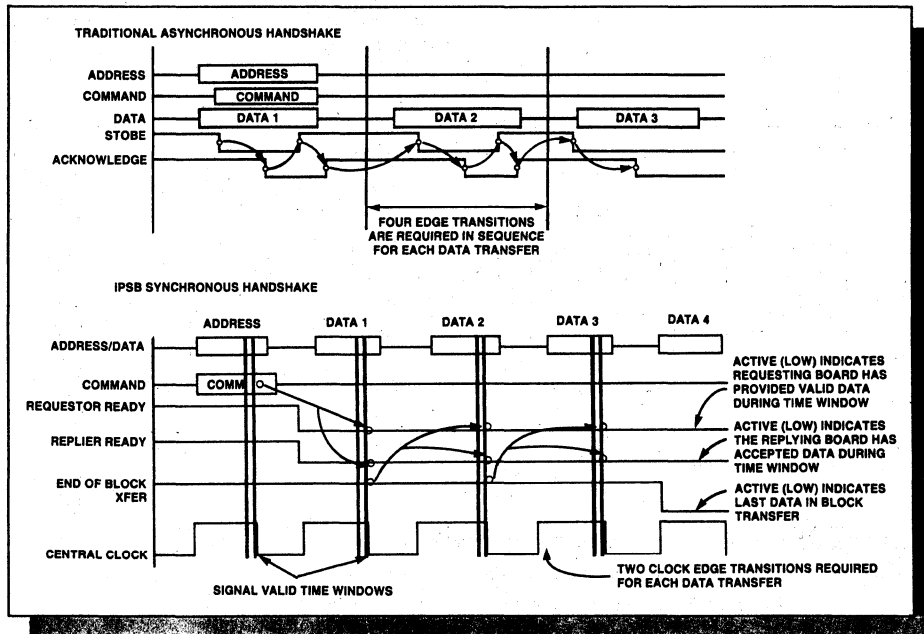 TRADITIONAL ASYNCHRONOUS HANDSHAKE
ADDRESS
ADDRESS
COMMAND
COMMAND
DATA
DATA 1
DATA 2
DATA 3
STOBE
ACKNOWLEDGE
FOUR EDGE TRANSITIONS
ARE REQUIRED IN SEQUENCE
FOR EACH DATA TRANSFER
IPSB SYNCHRONOUS HANDSHAKE
ADDRESS
DATA 1
DATA 2
DATA 3
DATA 4
ADDRESS/DATA
COMMAND
COMM
REQUESTOR READY
REPLIER READY
END OF BLOCK
XFER
CENTRAL CLOCK
ACTIVE (LOW) INDICATES
REQUESTING BOARD HAS
PROVIDED VALID DATA
DURING TIME WINDOW
ACTIVE (LOW) INDICATES
THE REPLYING BOARD HAS
ACCEPTED DATA DURING
TIME WINDOW
ACTIVE (LOW) INDICATES
LAST DATA IN BLOCK
TRANSFER
SIGNAL VALID TIME WINDOWS
TWO CLOCK EDGE TRANSITIONS REQUIRED
FOR EACH DATA TRANSFER